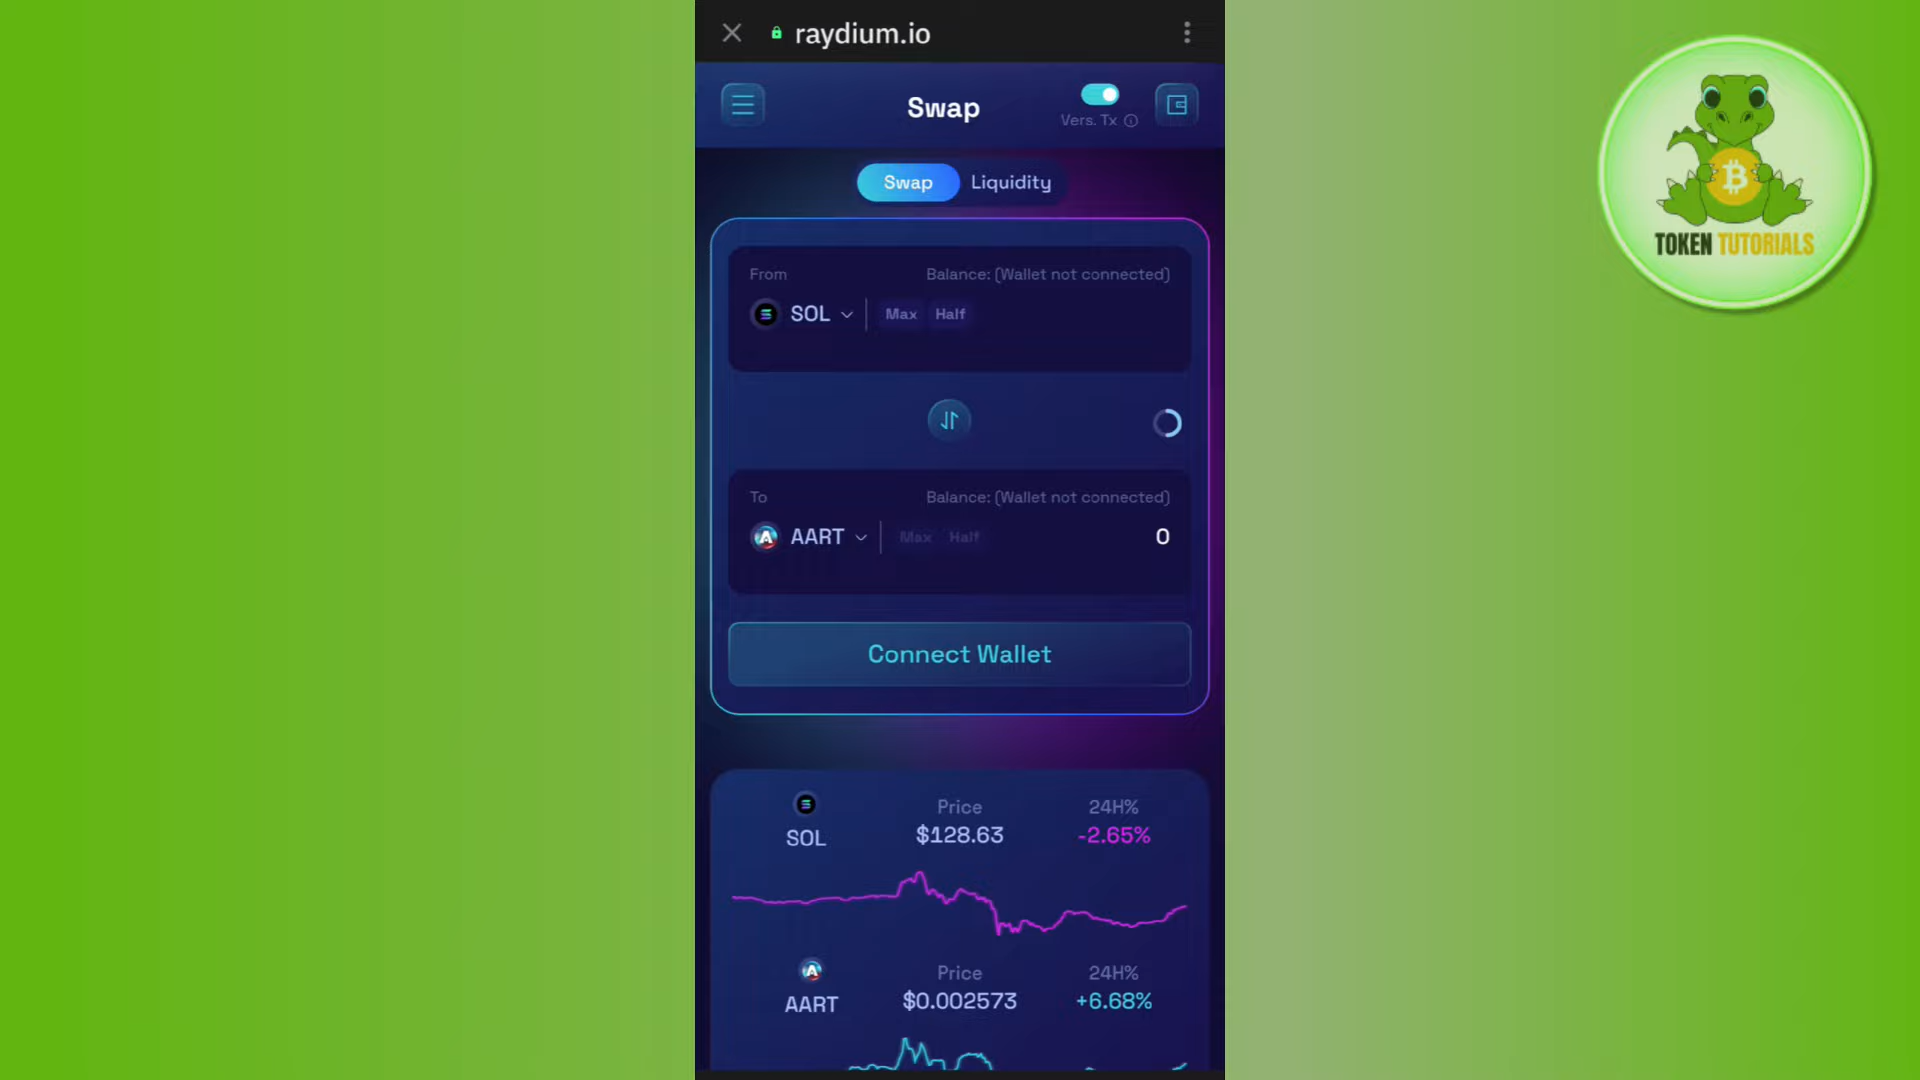 raydium.io
Swap
Vers. Tx
Swap Liquidity
From Balance: (Wallet not connected)
SOL Max Half
To Balance: (Wallet not connected)
AART Max Half 0
Connect Wallet
SOL Price $128.63 24H% -2.65%
AART Price $0.002573 24H% +6.68%
TOKEN TUTORIALS